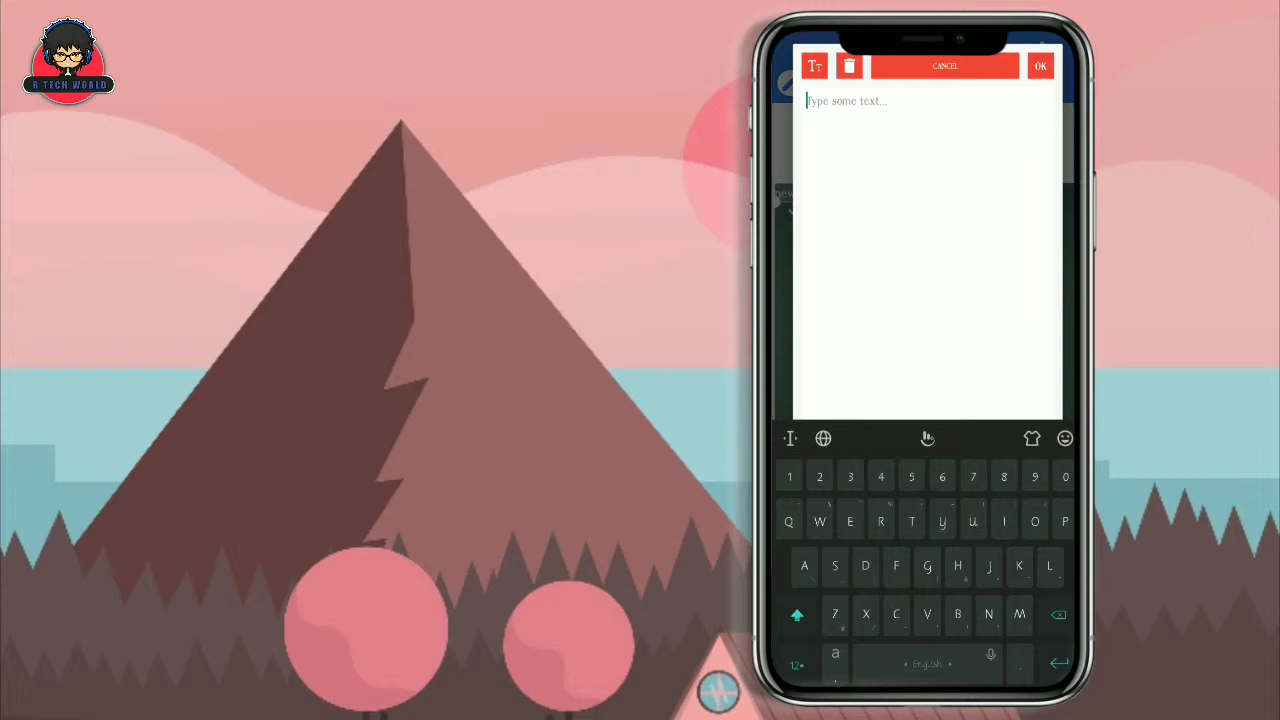 R TECH WORLD
TT CANCEL OK
Type some text...
1 2 3 4 5 6 7 8 9 0
Q W E R T y u I O P
A S D F G H J K L
Z X C V B N M
12• , a English .